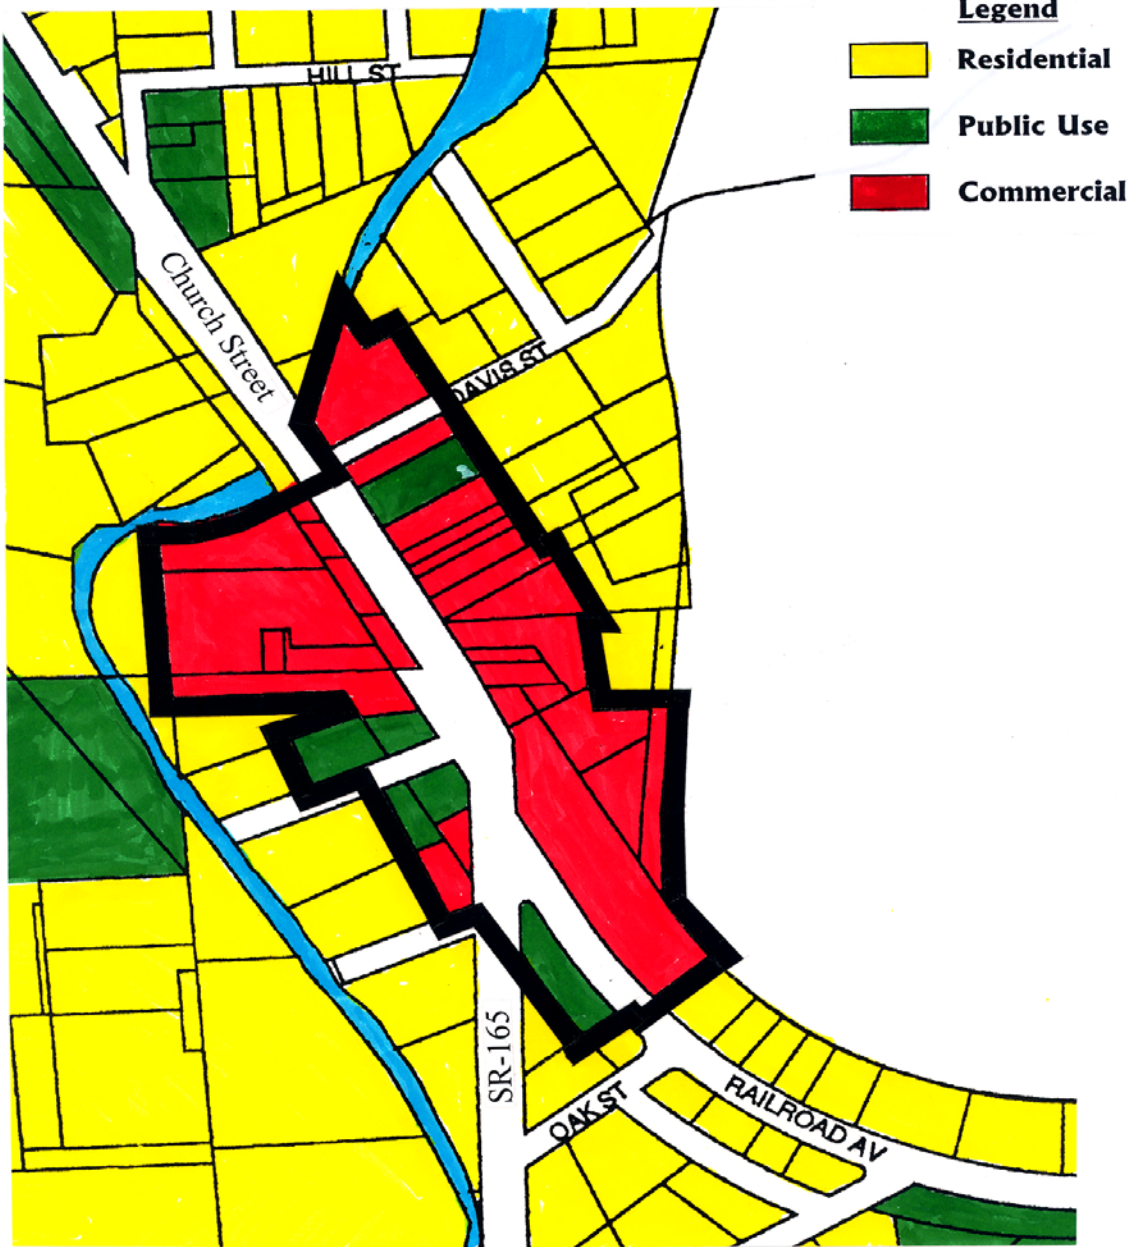 Legend
Residential
Public Use
Commercial
HILL ST
Church Street
DAVIS ST
SR-165
OAK ST
RAILROAD AV